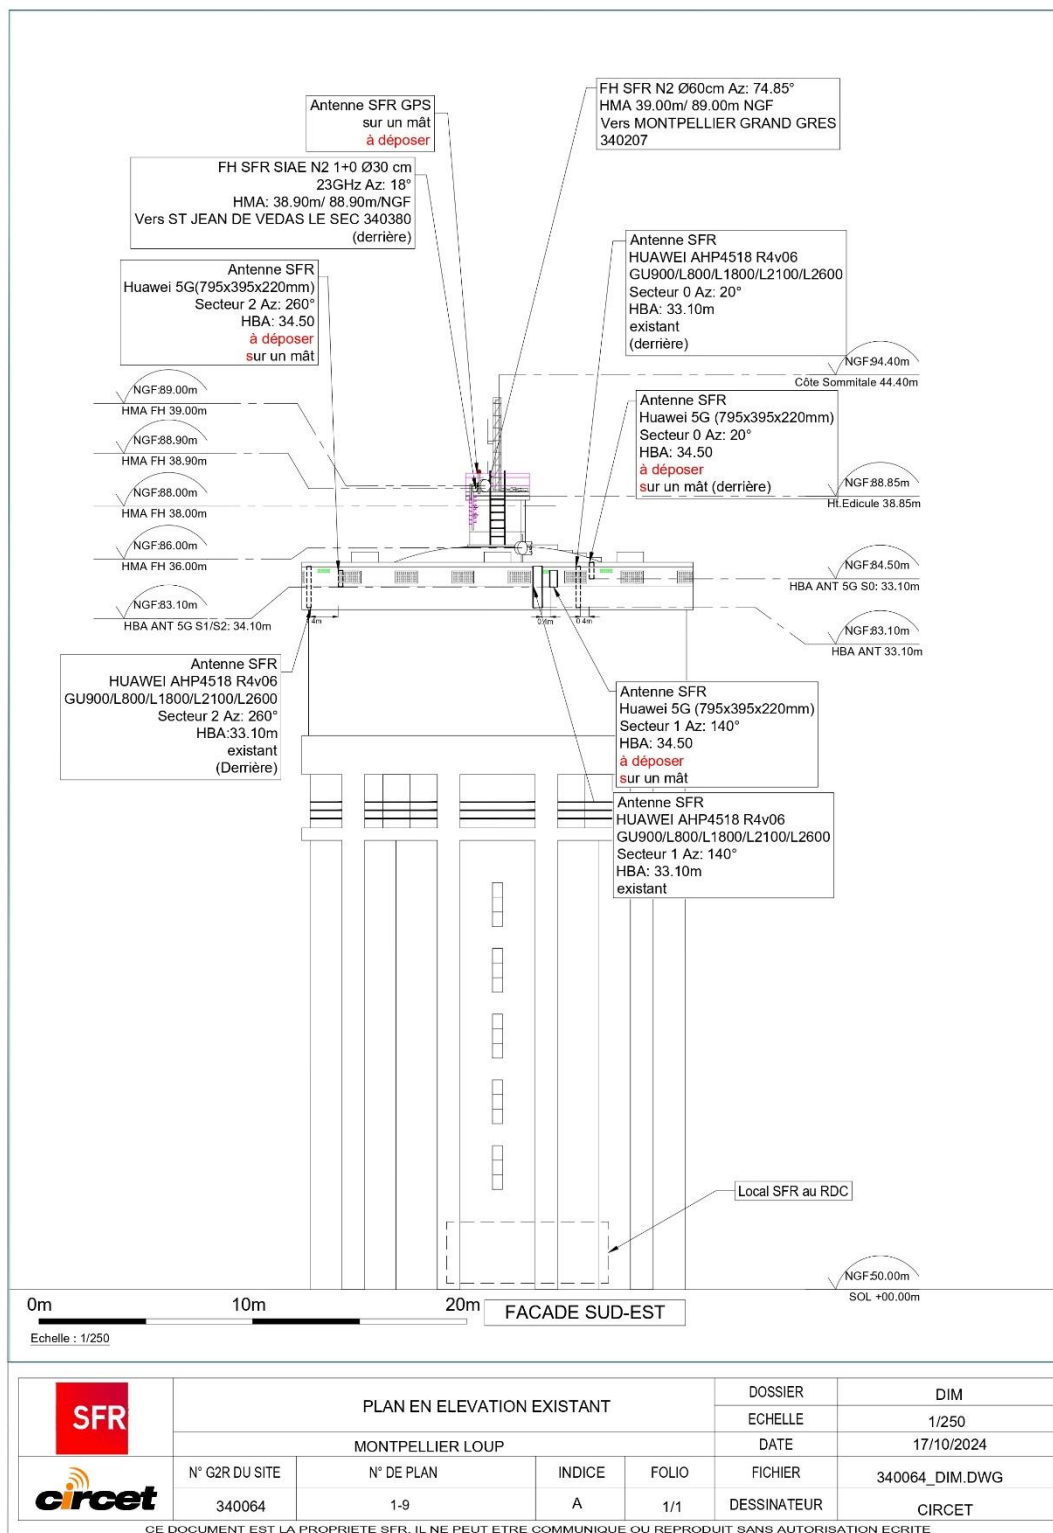 FH SFR N2 Ø60cm Az: 74.85°
HMA 39.00m/ 89.00m NGF
Vers MONTPELLIER GRAND GRES
340207
Antenne SFR GPS
sur un mât
à déposer
FH SFR SIAE N2 1+0 Ø30 cm
23GHz Az: 18°
HMA: 38.90m/ 88.90m/NGF
Vers ST JEAN DE VEDAS LE SEC 340380
(derrière)
Antenne SFR
HUAWEI AHP4518 R4v06
GU900/L800/L1800/L2100/L2600
Secteur 0 Az: 20°
HBA: 33.10m
existant
(derrière)
Antenne SFR
Huawei 5G(795x395x220mm)
Secteur 2 Az: 260°
HBA: 34.50
à déposer
sur un mât
NGF:94.40m
Côte Sommitale 44.40m
NGF:89.00m
HMA FH 39.00m
Antenne SFR
Huawei 5G (795x395x220mm)
Secteur 0 Az: 20°
HBA: 34.50
à déposer
sur un mât (derrière)
NGF:88.90m
HMA FH 38.90m
NGF:88.85m
Ht.Edicule 38.85m
NGF:88.00m
HMA FH 38.00m
NGF:86.00m
HMA FH 36.00m
NGF:84.50m
HBA ANT 5G S0: 33.10m
NGF:83.10m
HBA ANT 5G S1/S2: 34.10m
NGF:83.10m
HBA ANT 33.10m
0.4m
0.4m
Antenne SFR
HUAWEI AHP4518 R4v06
GU900/L800/L1800/L2100/L2600
Secteur 2 Az: 260°
HBA:33.10m
existant
(Derrière)
Antenne SFR
Huawei 5G (795x395x220mm)
Secteur 1 Az: 140°
HBA: 34.50
à déposer
sur un mât
Antenne SFR
HUAWEI AHP4518 R4v06
GU900/L800/L1800/L2100/L2600
Secteur 1 Az: 140°
HBA: 33.10m
existant
Local SFR au RDC
NGF:50.00m
SOL +00.00m
0m 10m 20m
FACADE SUD-EST
Echelle : 1/250
SFR
PLAN EN ELEVATION EXISTANT
DOSSIER DIM
ECHELLE 1/250
MONTPELLIER LOUP
DATE 17/10/2024
circet
N° G2R DU SITE N° DE PLAN INDICE FOLIO FICHIER 340064_DIM.DWG
340064 1-9 A 1/1 DESSINATEUR CIRCET
CE DOCUMENT EST LA PROPRIETE SFR. IL NE PEUT ETRE COMMUNIQUE OU REPRODUIT SANS AUTORISATION ECRITE